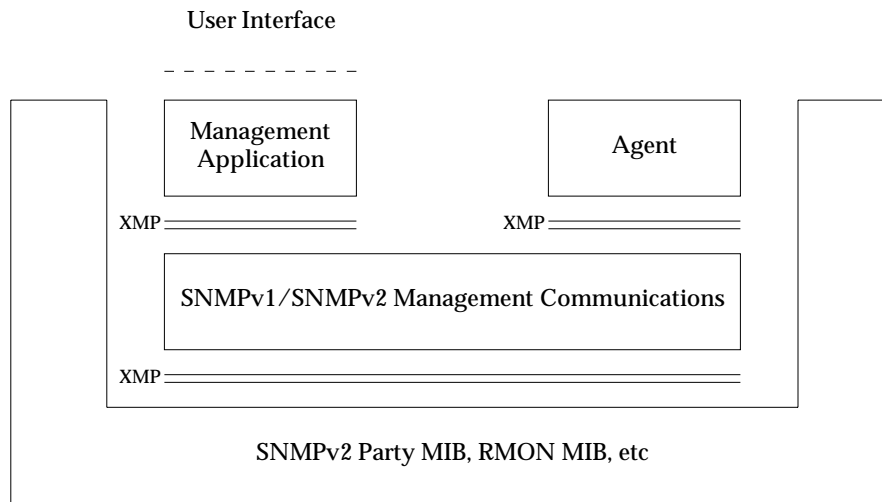 User Interface
Management
Application
Agent
XMP
XMP
SNMPv1/SNMPv2 Management Communications
XMP
SNMPv2 Party MIB, RMON MIB, etc